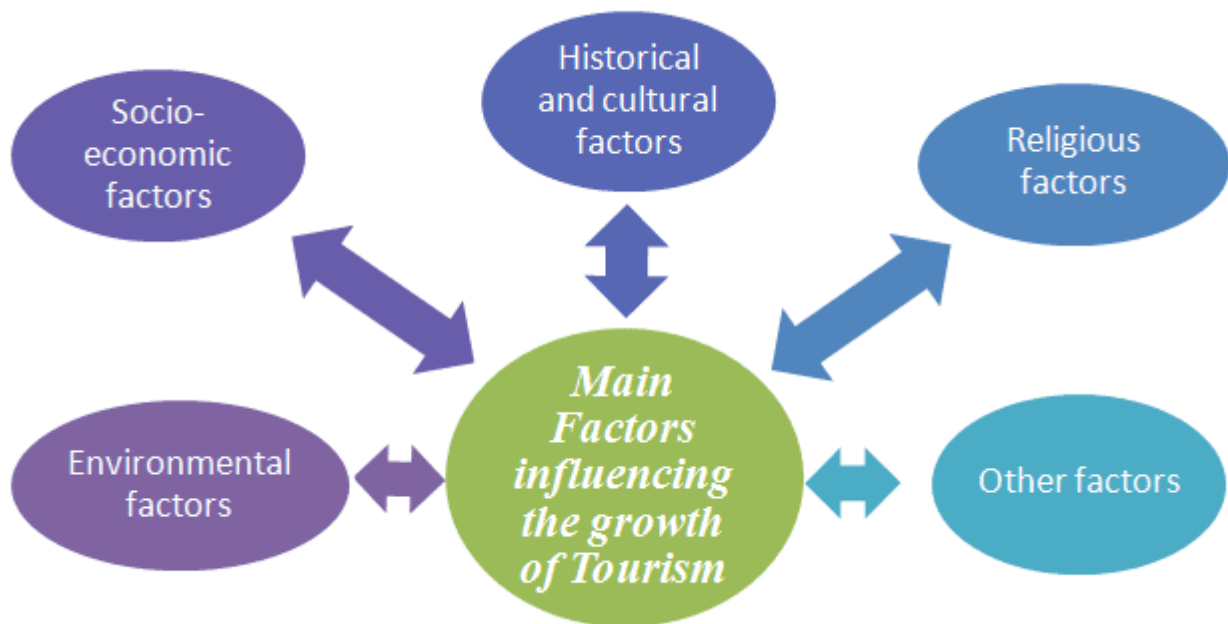 Socio-
economic
factors
Historical
and cultural
factors
Religious
factors
Environmental
factors
Main
Factors
influencing
the growth
of Tourism
Other factors